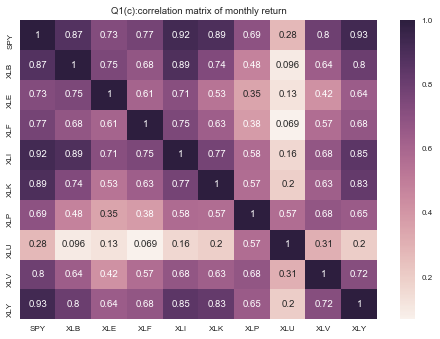 Q1(c):correlation matrix of monthly return
SPY 1 0.87 0.73 0.77 0.92 0.89 0.69 0.28 0.8 0.93
XLB 0.87 1 0.75 0.68 0.89 0.74 0.48 0.096 0.64 0.8
XLE 0.73 0.75 1 0.61 0.71 0.53 0.35 0.13 0.42 0.64
XLF 0.77 0.68 0.61 1 0.75 0.63 0.38 0.069 0.57 0.68
XLI 0.92 0.89 0.71 0.75 1 0.77 0.58 0.16 0.68 0.85
XLK 0.89 0.74 0.53 0.63 0.77 1 0.57 0.2 0.63 0.83
XLP 0.69 0.48 0.35 0.38 0.58 0.57 1 0.57 0.68 0.65
XLU 0.28 0.096 0.13 0.069 0.16 0.2 0.57 1 0.31 0.2
XLV 0.8 0.64 0.42 0.57 0.68 0.63 0.68 0.31 1 0.72
XLY 0.93 0.8 0.64 0.68 0.85 0.83 0.65 0.2 0.72 1
SPY XLB XLE XLF XLI XLK XLP XLU XLV XLY
1.0
0.8
0.6
0.4
0.2